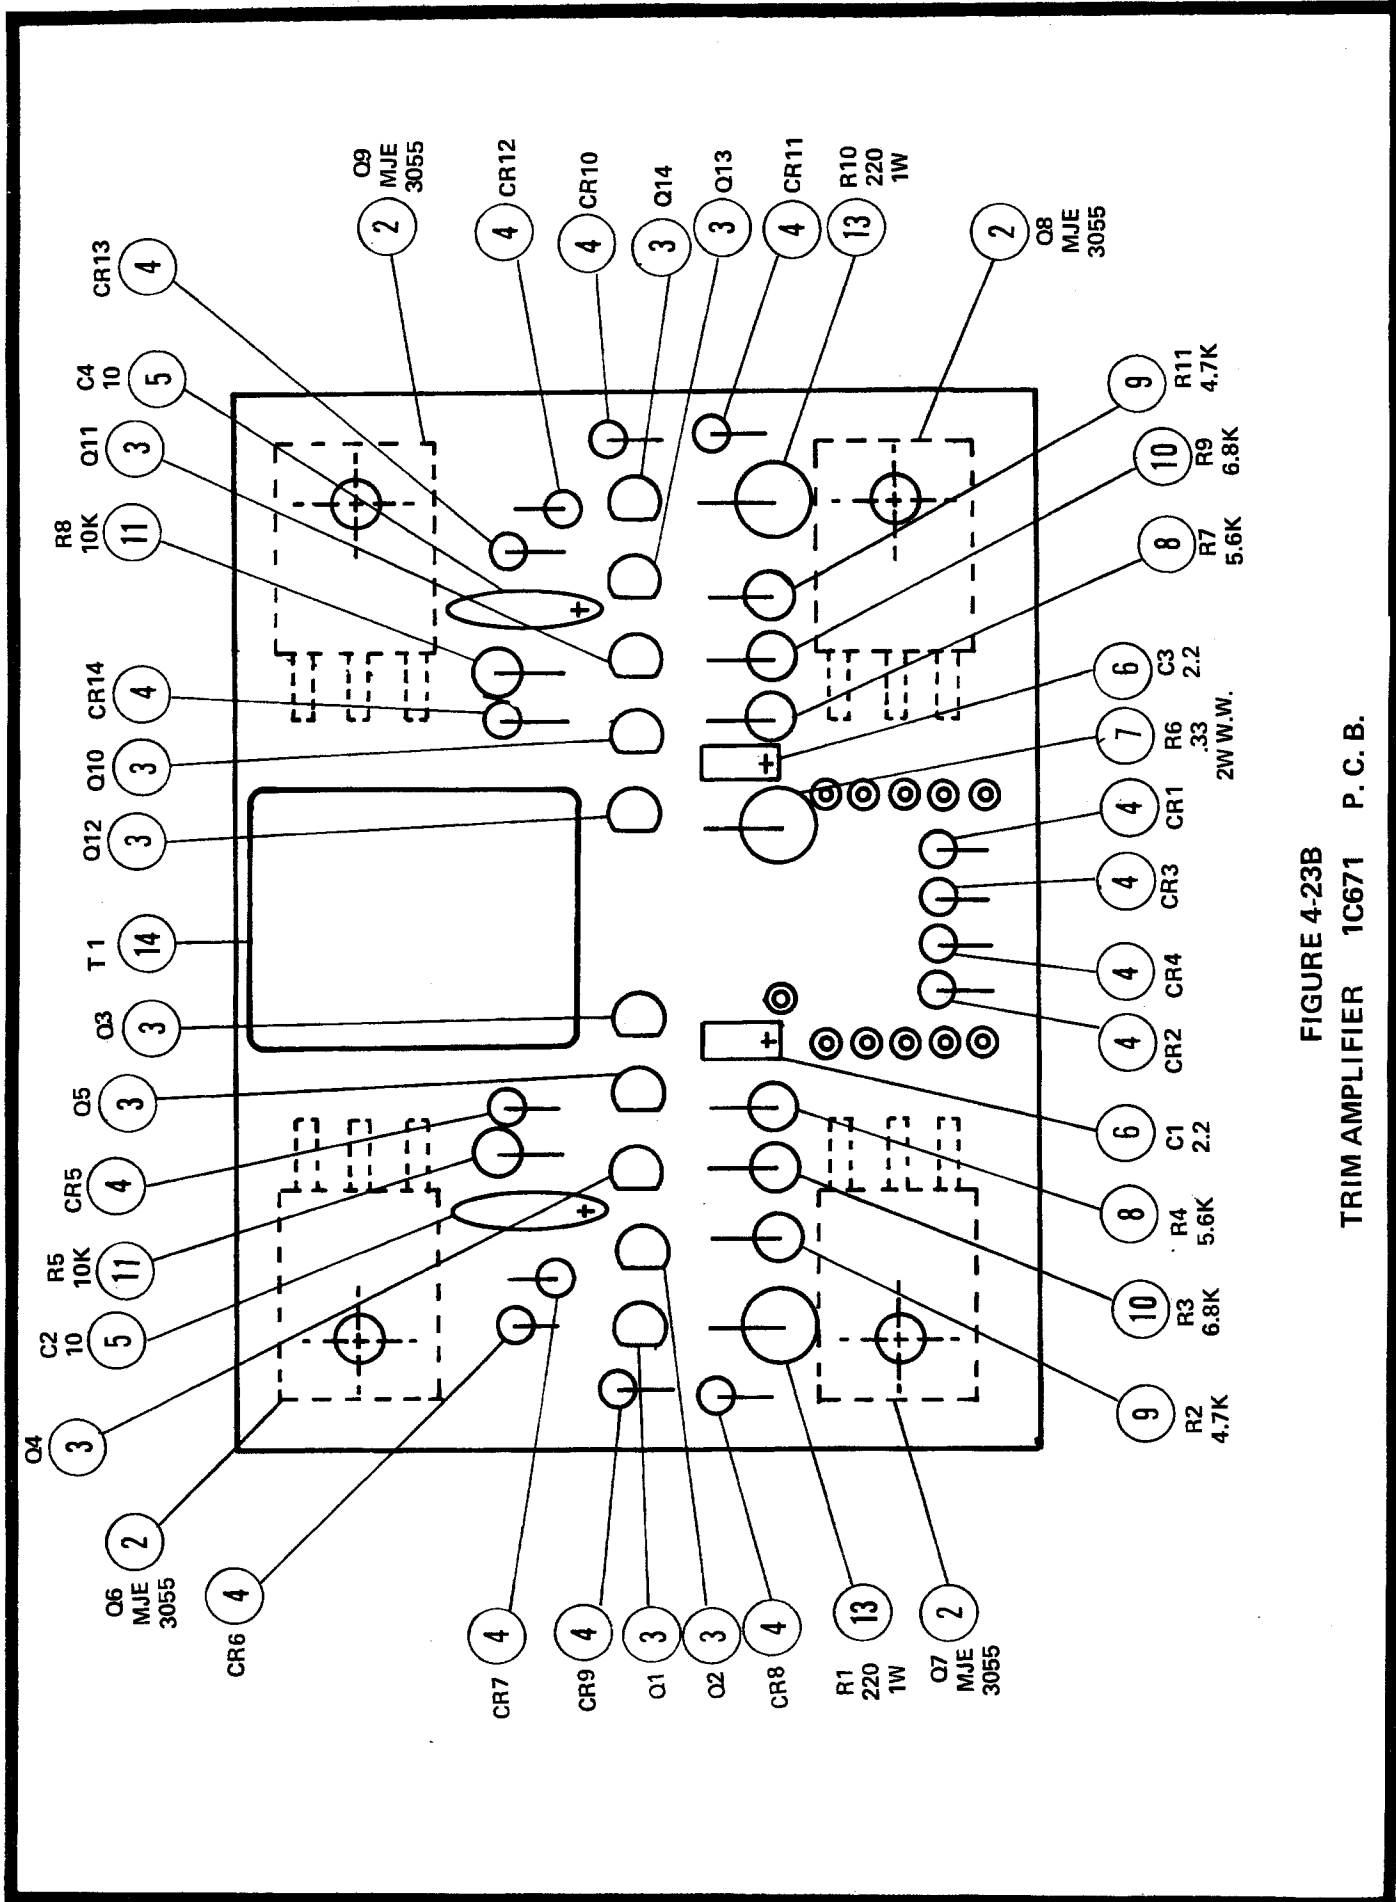 Q4
3
C2
10
5
R5
10K
11
CR5
4
Q5
3
Q3
3
T1
14
Q12
3
Q10
3
CR14
4
R8
10K
11
Q11
3
C4
10
5
CR13
4
Q6
MJE
3055
2
CR6
4
CR7
4
CR9
4
Q1
3
Q2
3
CR8
4
R1
220
1W
13
Q7
MJE
3055
2
+
+
+
+
Q9
MJE
3055
2
4
CR12
4
CR10
3
Q14
3
Q13
4
CR11
13
R10
220
1W
2
Q8
MJE
3055
9
R2
4.7K
10
R3
6.8K
8
R4
5.6K
6
C1
2.2
4
CR2
4
CR4
4
CR3
4
CR1
7
R6
.33
2W W.W.
6
C3
2.2
8
R7
5.6K
10
R9
6.8K
9
R11
4.7K
FIGURE 4-23B
TRIM AMPLIFIER 1C671 P. C. B.